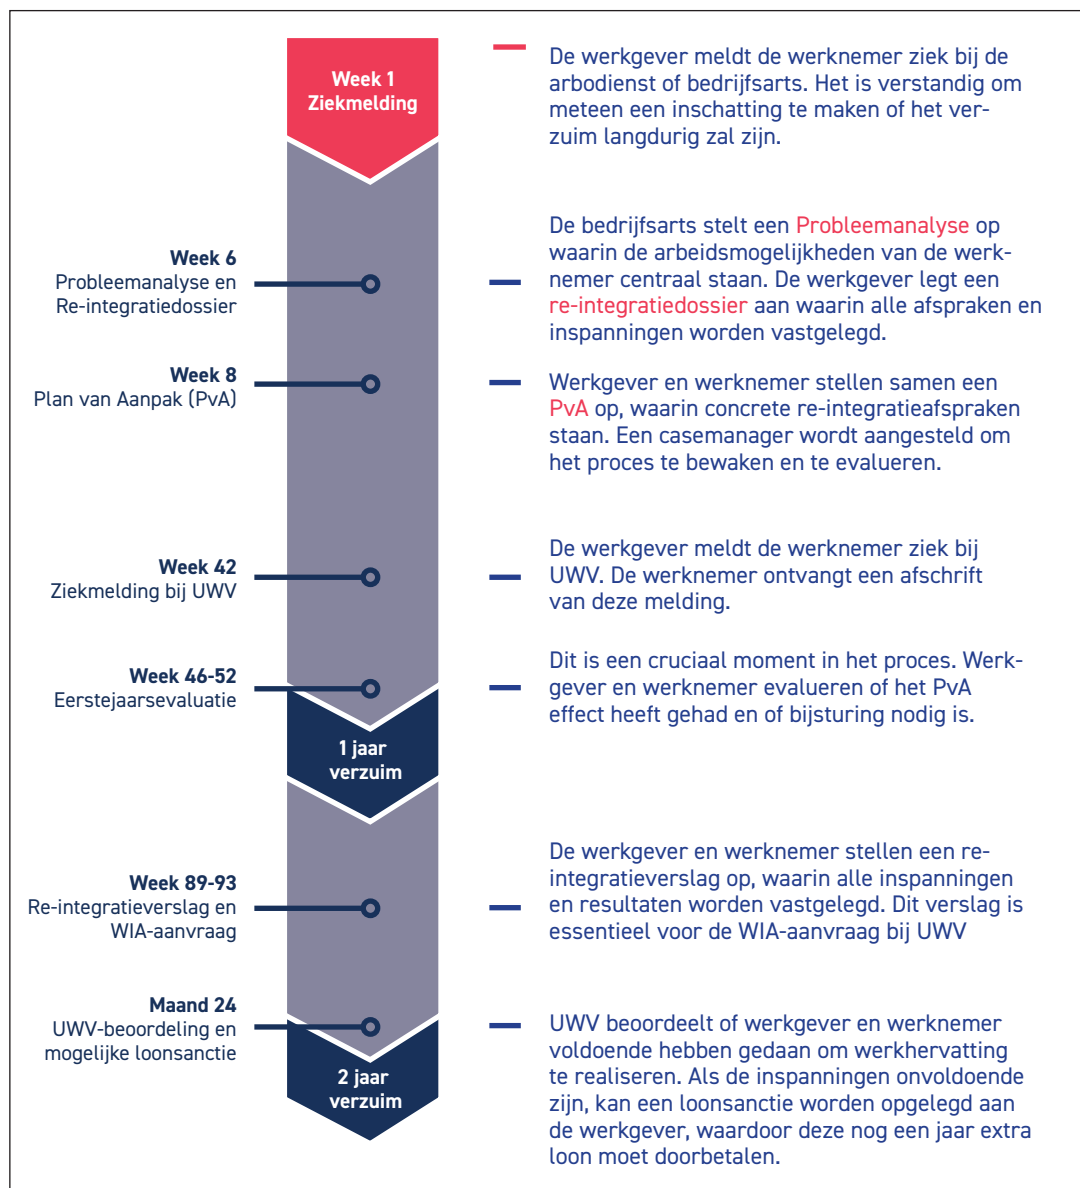 Week 1
Ziekmelding
De werkgever meldt de werknemer ziek bij de
arbodienst of bedrijfsarts. Het is verstandig om
meteen een inschatting te maken of het ver-
zuim langdurig zal zijn.
Week 6
Probleemanalyse en
Re-integratiedossier
De bedrijfsarts stelt een Probleemanalyse op
waarin de arbeidsmogelijkheden van de werk-
nemer centraal staan. De werkgever legt een
re-integratiedossier aan waarin alle afspraken en
inspanningen worden vastgelegd.
Week 8
Plan van Aanpak (PvA)
Werkgever en werknemer stellen samen een
PvA op, waarin concrete re-integratieafspraken
staan. Een casemanager wordt aangesteld om
het proces te bewaken en te evalueren.
Week 42
Ziekmelding bij UWV
De werkgever meldt de werknemer ziek bij
UWV. De werknemer ontvangt een afschrift
van deze melding.
Week 46-52
Eerstejaarsevaluatie
Dit is een cruciaal moment in het proces. Werk-
gever en werknemer evalueren of het PvA
effect heeft gehad en of bijsturing nodig is.
1 jaar
verzuim
Week 89-93
Re-integratieverslag en
WIA-aanvraag
De werkgever en werknemer stellen een re-
integratieverslag op, waarin alle inspanningen
en resultaten worden vastgelegd. Dit verslag is
essentieel voor de WIA-aanvraag bij UWV
Maand 24
UWV-beoordeling en
mogelijke loonsanctie
UWV beoordeelt of werkgever en werknemer
voldoende hebben gedaan om werkhervatting
te realiseren. Als de inspanningen onvoldoende
zijn, kan een loonsanctie worden opgelegd aan
de werkgever, waardoor deze nog een jaar extra
loon moet doorbetalen.
2 jaar
verzuim